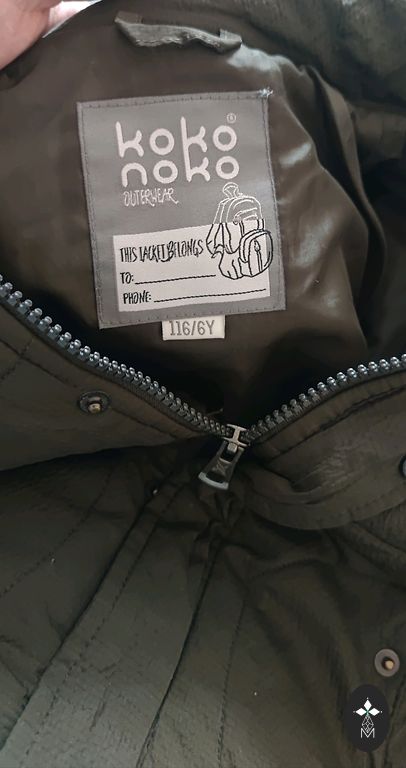 koko®
noko
OUTERWEAR
THIS JACKET BELONGS
TO:
PHONE:
116/6Y
M